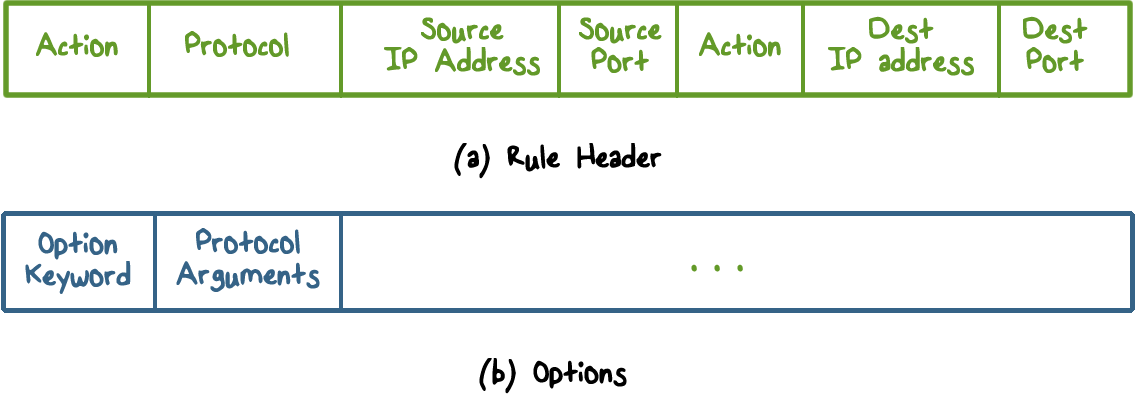 Action
Protocol
Source
IP Address
Source
Port
Action
Dest
IP address
Dest
Port
(a) Rule Header
Option
Keyword
Protocol
Arguments
...
(b) Options